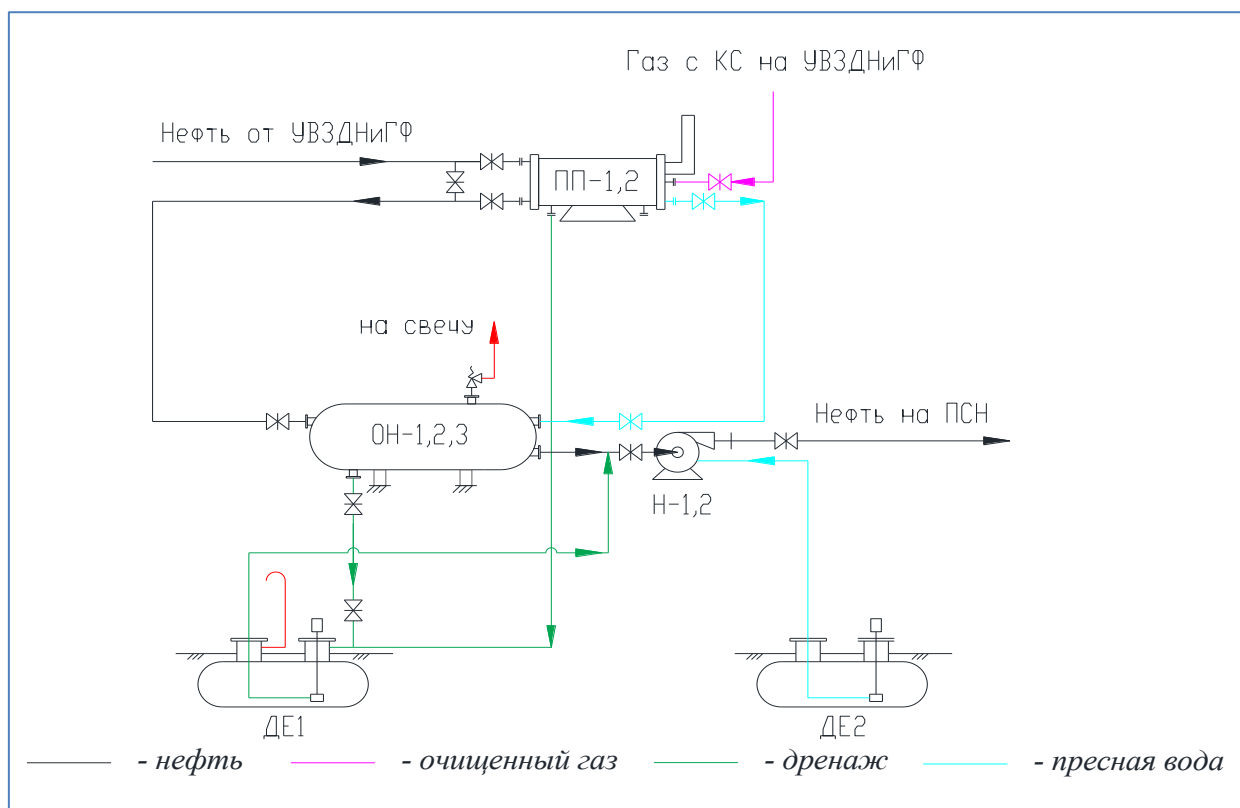 Газ с КС на УВЗДНиГФ
Нефть от УВЗДНиГФ
ПП-1,2
на свечу
Нефть на ПСН
ОН-1,2,3
Н-1,2
ДЕ1
ДЕ2
- нефть - очищенный газ - дренаж - пресная вода